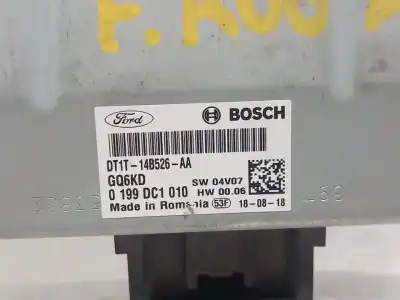 Ford
BOSCH
DT1T-14B526-AA
GQ6KD
SW 04V07
0 199 DC1 010
HW 00.06
Made in Romania 53F 18-08-18